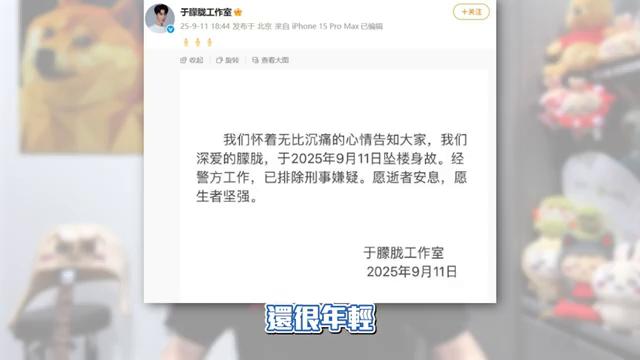 于朦胧工作室
25-9-11 18:44 发布于 北京 来自 iPhone 15 Pro Max 已编辑
+关注
收起 旋转 查看大图
我们怀着无比沉痛的心情告知大家，我们
深爱的朦胧，于2025年9月11日坠楼身故。经
警方工作，已排除刑事嫌疑。愿逝者安息，愿
生者坚强。
于朦胧工作室
2025年9月11日
還很年輕